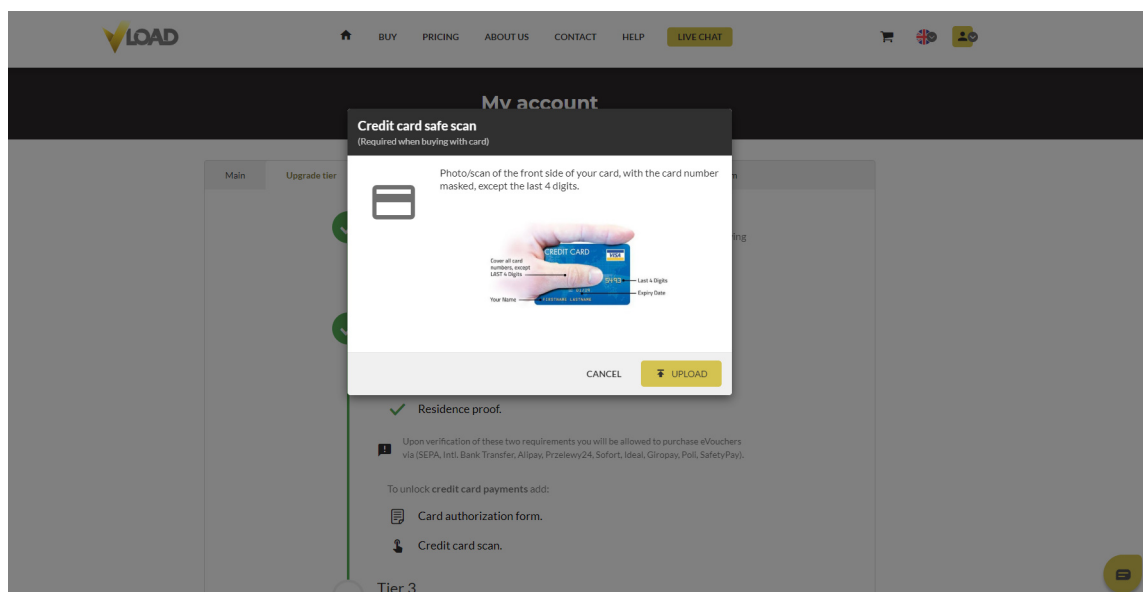 VLOAD
BUY PRICING ABOUT US CONTACT HELP LIVE CHAT
My account
Main Upgrade tier
Credit card safe scan
(Required when buying with card)
Photo/scan of the front side of your card, with the card number
masked, except the last 4 digits.
CREDIT CARD
VISA
Cover all card
numbers, except
LAST 4 Digits
5493
Last 4 Digits
Expiry Date
Your Name
FIRSTNAME LASTNAME
CANCEL UPLOAD
Residence proof.
Upon verification of these two requirements you will be allowed to purchase eVouchers
via (SEPA, Intl. Bank Transfer, Alipay, Przelewy24, Sofort, Ideal, Giropay, Poli, SafetyPay).
To unlock credit card payments add:
Card authorization form.
Credit card scan.
Tier 3